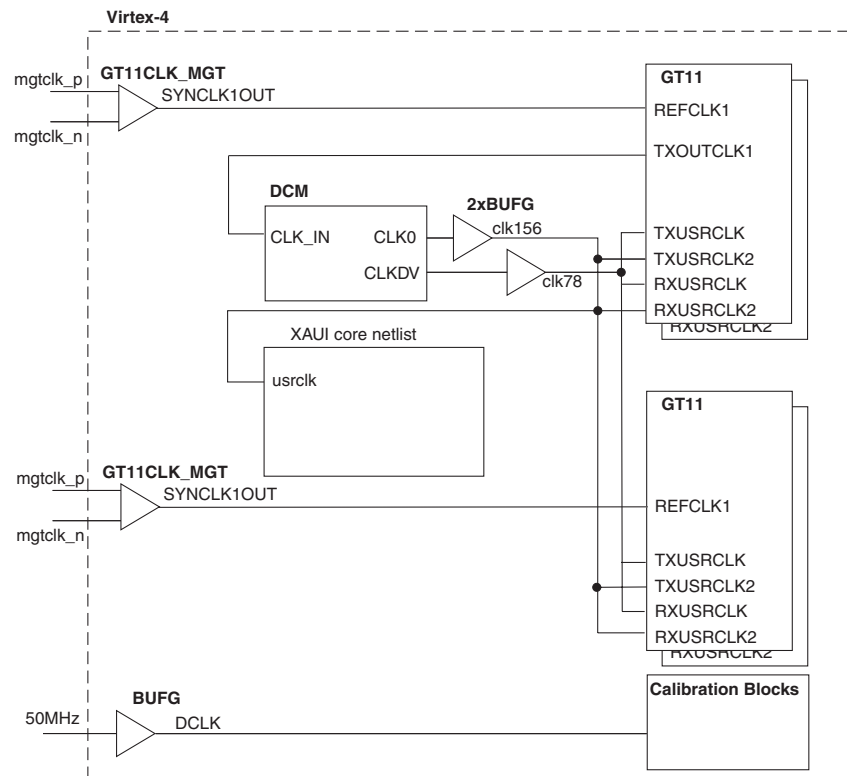 Virtex-4
mgtclk_p
GT11CLK_MGT
SYNCLK1OUT
mgtclk_n
GT11
REFCLK1
TXOUTCLK1
DCM
2xBUFG
CLK_IN
CLK0
clk156
CLKDV
clk78
TXUSRCLK
TXUSRCLK2
RXUSRCLK
RXUSRCLK2
RXUSRCLK2
XAUI core netlist
usrclk
GT11
mgtclk_p
GT11CLK_MGT
SYNCLK1OUT
mgtclk_n
REFCLK1
TXUSRCLK
TXUSRCLK2
RXUSRCLK
RXUSRCLK2
RXUSRCLK2
BUFG
50MHz
DCLK
Calibration Blocks